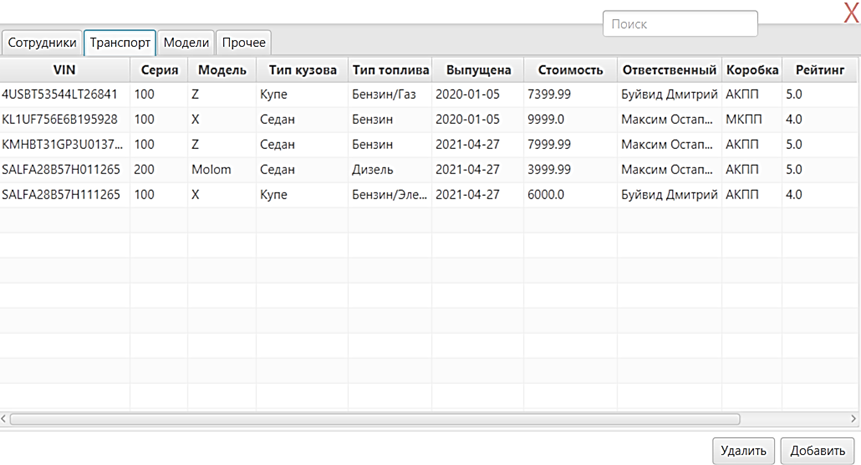 X
Поиск
Сотрудники Транспорт Модели Прочее
VIN Серия Модель Тип кузова Тип топлива Выпущена Стоимость Ответственный Коробка Рейтинг
4USBT53544LT26841 100 Z Купе Бензин/Газ 2020-01-05 7399.99 Буйвид Дмитрий АКПП 5.0
KL1UF756E6B195928 100 X Седан Бензин 2020-01-05 9999.0 Максим Остап... МКПП 4.0
KMHBT31GP3U0137... 100 Z Седан Бензин 2021-04-27 7999.99 Максим Остап... АКПП 5.0
SALFA28B57H011265 200 Molom Седан Дизель 2021-04-27 3999.99 Максим Остап... АКПП 5.0
SALFA28B57H111265 100 X Купе Бензин/Эле... 2021-04-27 6000.0 Буйвид Дмитрий АКПП 4.0
Удалить Добавить